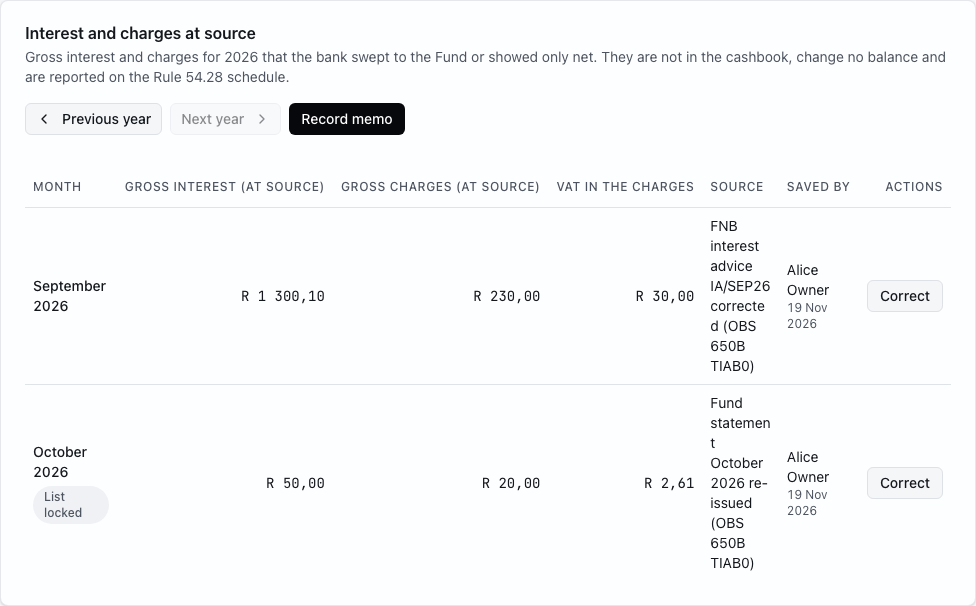 Interest and charges at source
Gross interest and charges for 2026 that the bank swept to the Fund or showed only net. They are not in the cashbook, change no balance and
are reported on the Rule 54.28 schedule.
Previous year
Next year
Record memo
MONTH
GROSS INTEREST (AT SOURCE)
GROSS CHARGES (AT SOURCE)
VAT IN THE CHARGES
SOURCE
SAVED BY
ACTIONS
September
2026
R 1 300,10
R 230,00
R 30,00
FNB
interest
advice
IA/SEP26
correcte
d (OBS
650B
TIAB0)
Alice
Owner
19 Nov
2026
Correct
October
2026
List
locked
R 50,00
R 20,00
R 2,61
Fund
statemen
t
October
2026 re-
issued
(OBS
650B
TIAB0)
Alice
Owner
19 Nov
2026
Correct